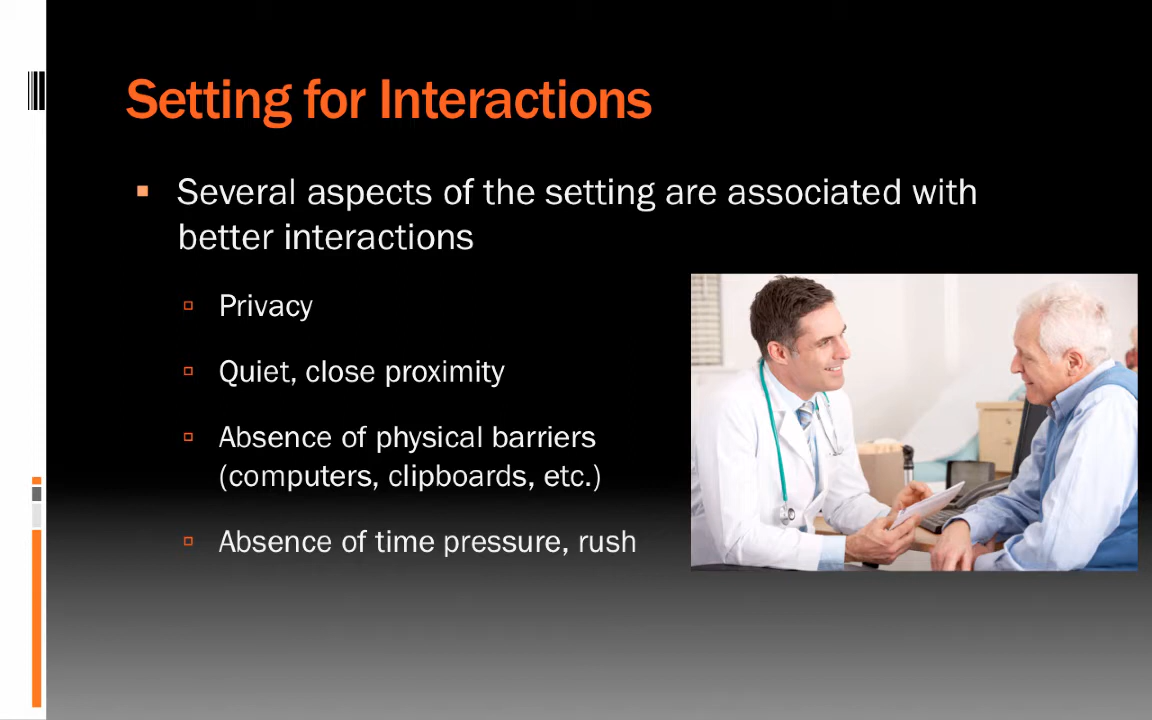 Setting for Interactions
Several aspects of the setting are associated with
better interactions
Privacy
Quiet, close proximity
Absence of physical barriers
(computers, clipboards, etc.)
Absence of time pressure, rush